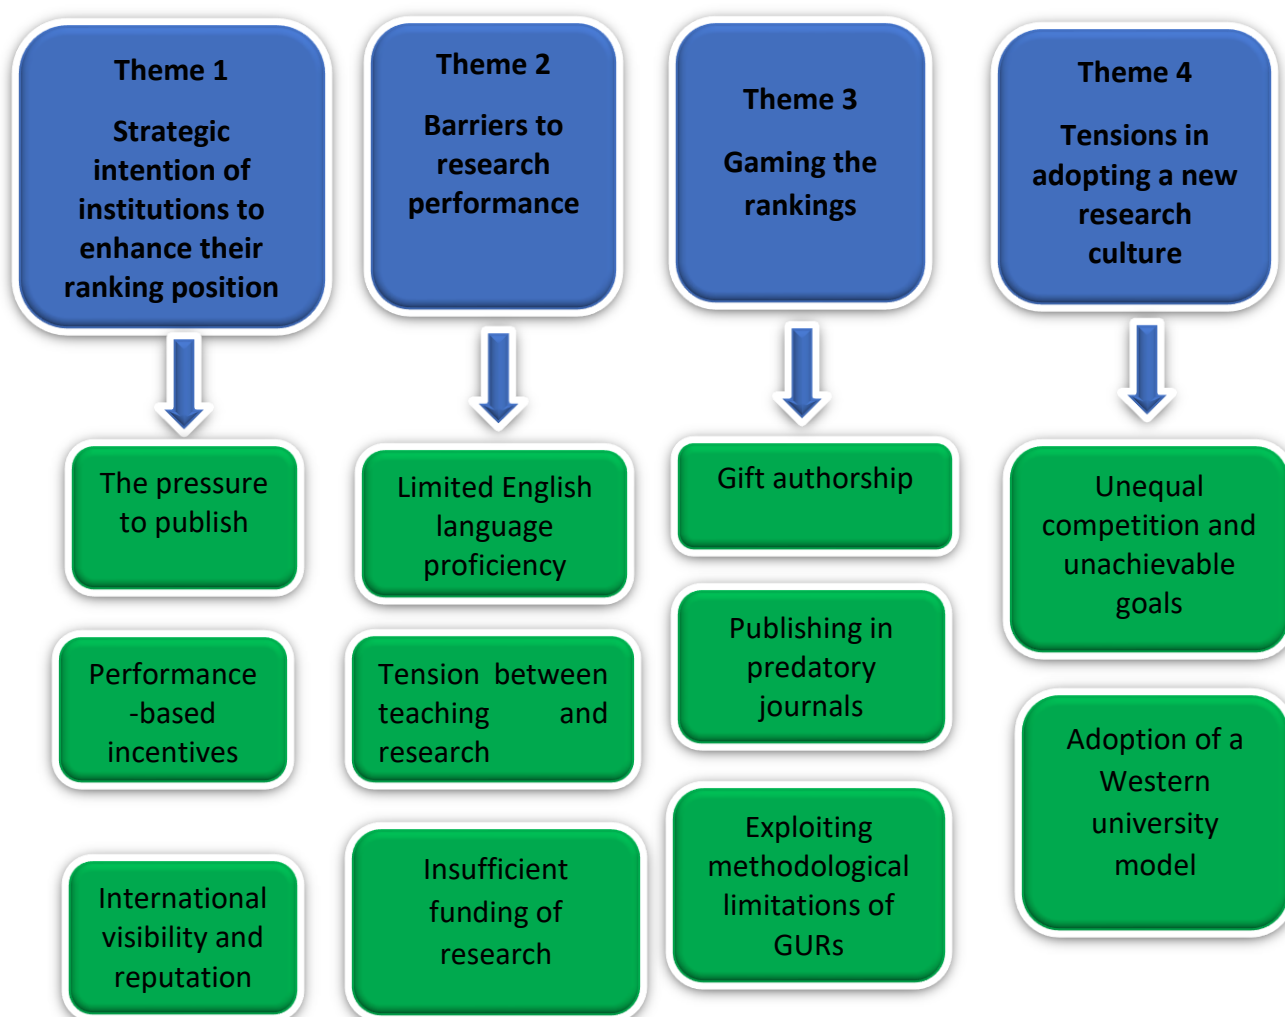 Theme 1
Strategic
intention of
institutions to
enhance their
ranking position
Theme 2
Barriers to
research
performance
Theme 3
Gaming the
rankings
Theme 4
Tensions in
adopting a new
research
culture
The pressure
to publish
Performance
-based
incentives
International
visibility and
reputation
Limited English
language
proficiency
Tension between
teaching and
research
Insufficient
funding of
research
Gift authorship
Publishing in
predatory
journals
Exploiting
methodological
limitations of
GURs
Unequal
competition and
unachievable
goals
Adoption of a
Western
university
model